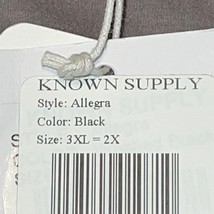 KNOWN SUPPLY
Style: Allegra
Color: Black
Size: 3XL = 2X